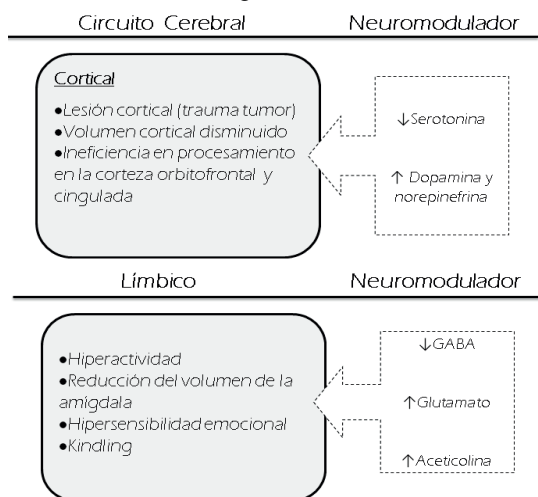 Circuito Cerebral Neuromodulador
Cortical
●Lesión cortical (trauma tumor)
●Volumen cortical disminuido
●Ineficiencia en procesamiento
en la corteza orbitofrontal y
cingulada
↓Serotonina
↑ Dopamina y
norepinefrina
Límbico Neuromodulador
●Hiperactividad
●Reducción del volumen de la
amígdala
●Hipersensibilidad emocional
●Kindling
↓GABA
↑Glutamato
↑Aceticolina